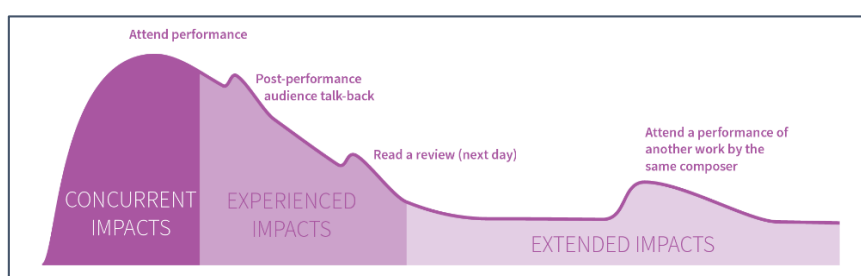 Attend performance
Post-performance
audience talk-back
Read a review (next day)
Attend a performance of
another work by the
same composer
CONCURRENT
IMPACTS
EXPERIENCED
IMPACTS
EXTENDED IMPACTS